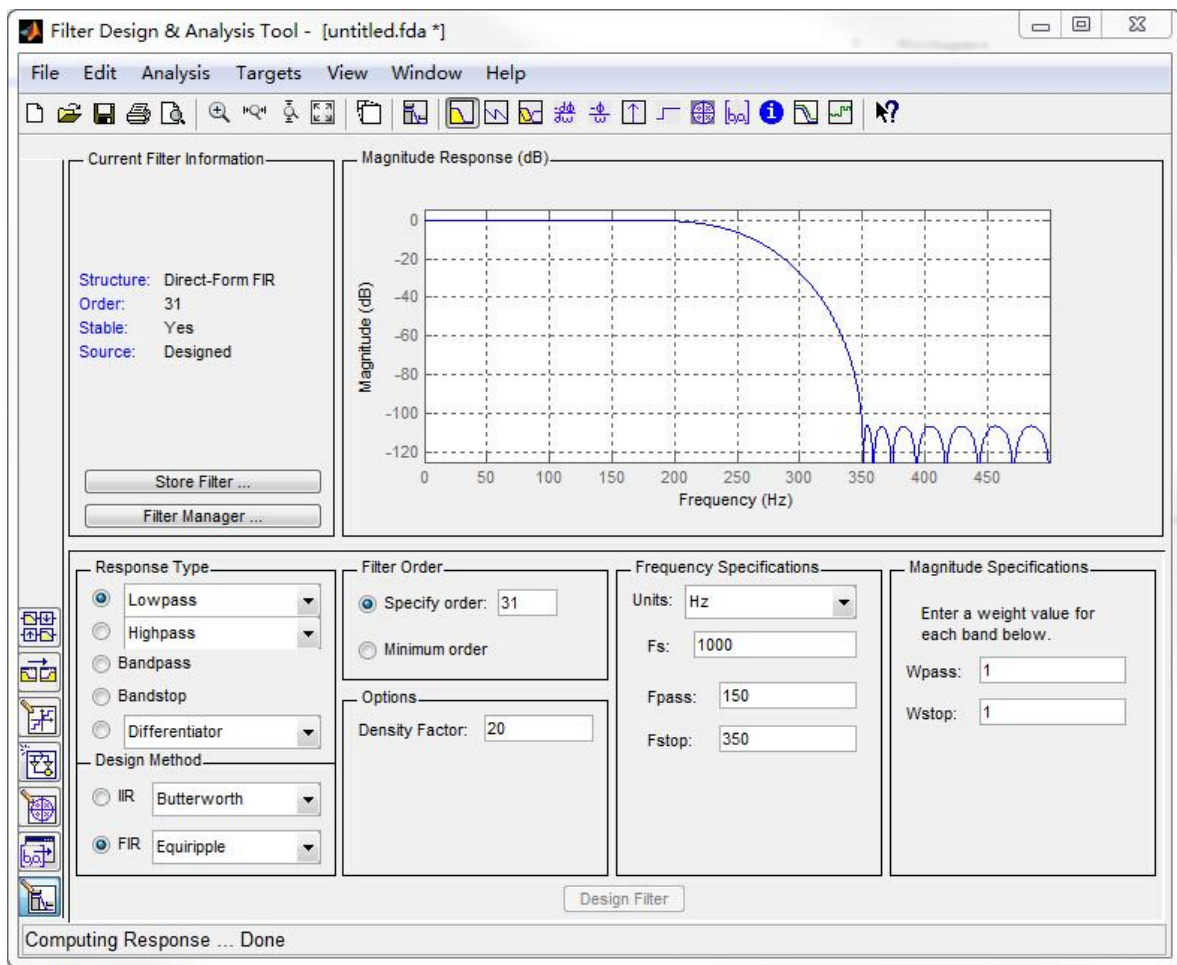 Filter Design & Analysis Tool - [untitled.fda *]
File Edit Analysis Targets View Window Help
Current Filter Information
Structure: Direct-Form FIR
Order: 31
Stable: Yes
Source: Designed
Store Filter ...
Filter Manager ...
Magnitude Response (dB)
Magnitude (dB)
0
-20
-40
-60
-80
-100
-120
0 50 100 150 200 250 300 350 400 450
Frequency (Hz)
Response Type
Lowpass
Highpass
Bandpass
Bandstop
Differentiator
Design Method
IIR Butterworth
FIR Equiripple
Filter Order
Specify order: 31
Minimum order
Options
Density Factor: 20
Frequency Specifications
Units: Hz
Fs: 1000
Fpass: 150
Fstop: 350
Magnitude Specifications
Enter a weight value for
each band below.
Wpass: 1
Wstop: 1
Design Filter
Computing Response ... Done